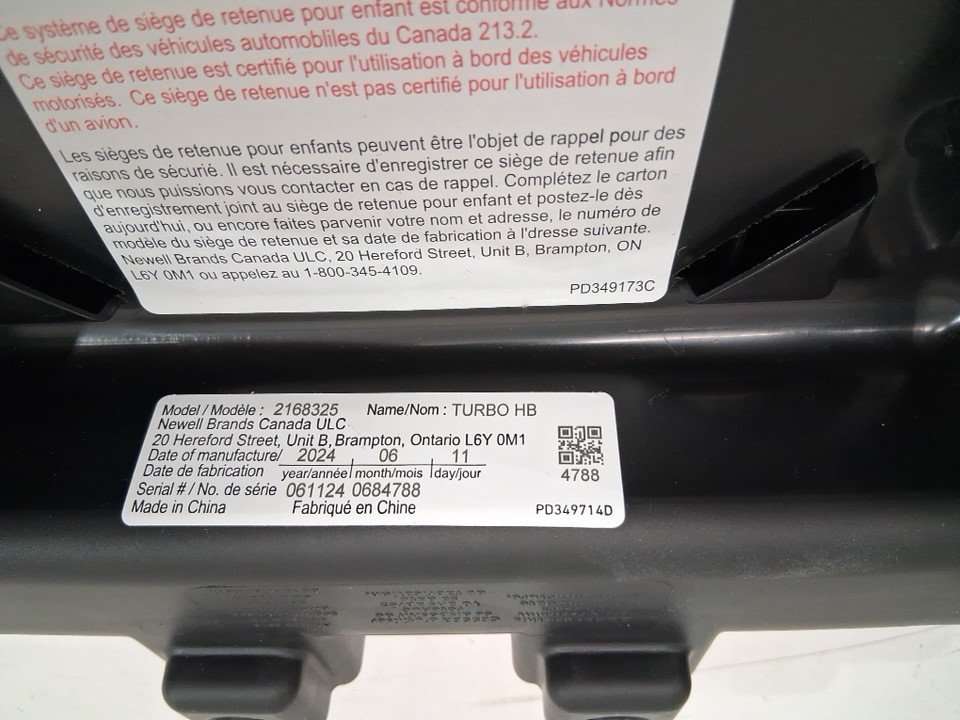 Ce système de siège de retenue pour enfant est conforme aux Normes
de sécurité des véhicules automobliles du Canada 213.2.
Ce siège de retenue est certifié pour l'utilisation à bord des véhicules
motorisés. Ce siège de retenue n'est pas certifié pour l'utilisation à bord
d'un avion.
Les sièges de retenue pour enfants peuvent être l'objet de rappel pour des
raisons de sécurié. Il est nécessaire d'enregistrer ce siège de retenue afin
que nous puissions vous contacter en cas de rappel. Complétez le carton
d'enregistrement joint au siège de retenue pour enfant et postez-le dès
aujourd'hui, ou encore faites parvenir votre nom et adresse, le numéro de
modèle du siège de retenue et sa date de fabrication à l'dresse suivante.
Newell Brands Canada ULC, 20 Hereford Street, Unit B, Brampton, ON
L6Y 0M1 ou appelez au 1-800-345-4109.
PD349173C
Model / Modèle : 2168325 Name/Nom : TURBO HB
Newell Brands Canada ULC
20 Hereford Street, Unit B, Brampton, Ontario L6Y 0M1
Date of manufacture/ 2024 06 11
Date de fabrication year/année month/mois day/jour
4788
Serial # / No. de série 061124 0684788
Made in China Fabriqué en Chine PD349714D